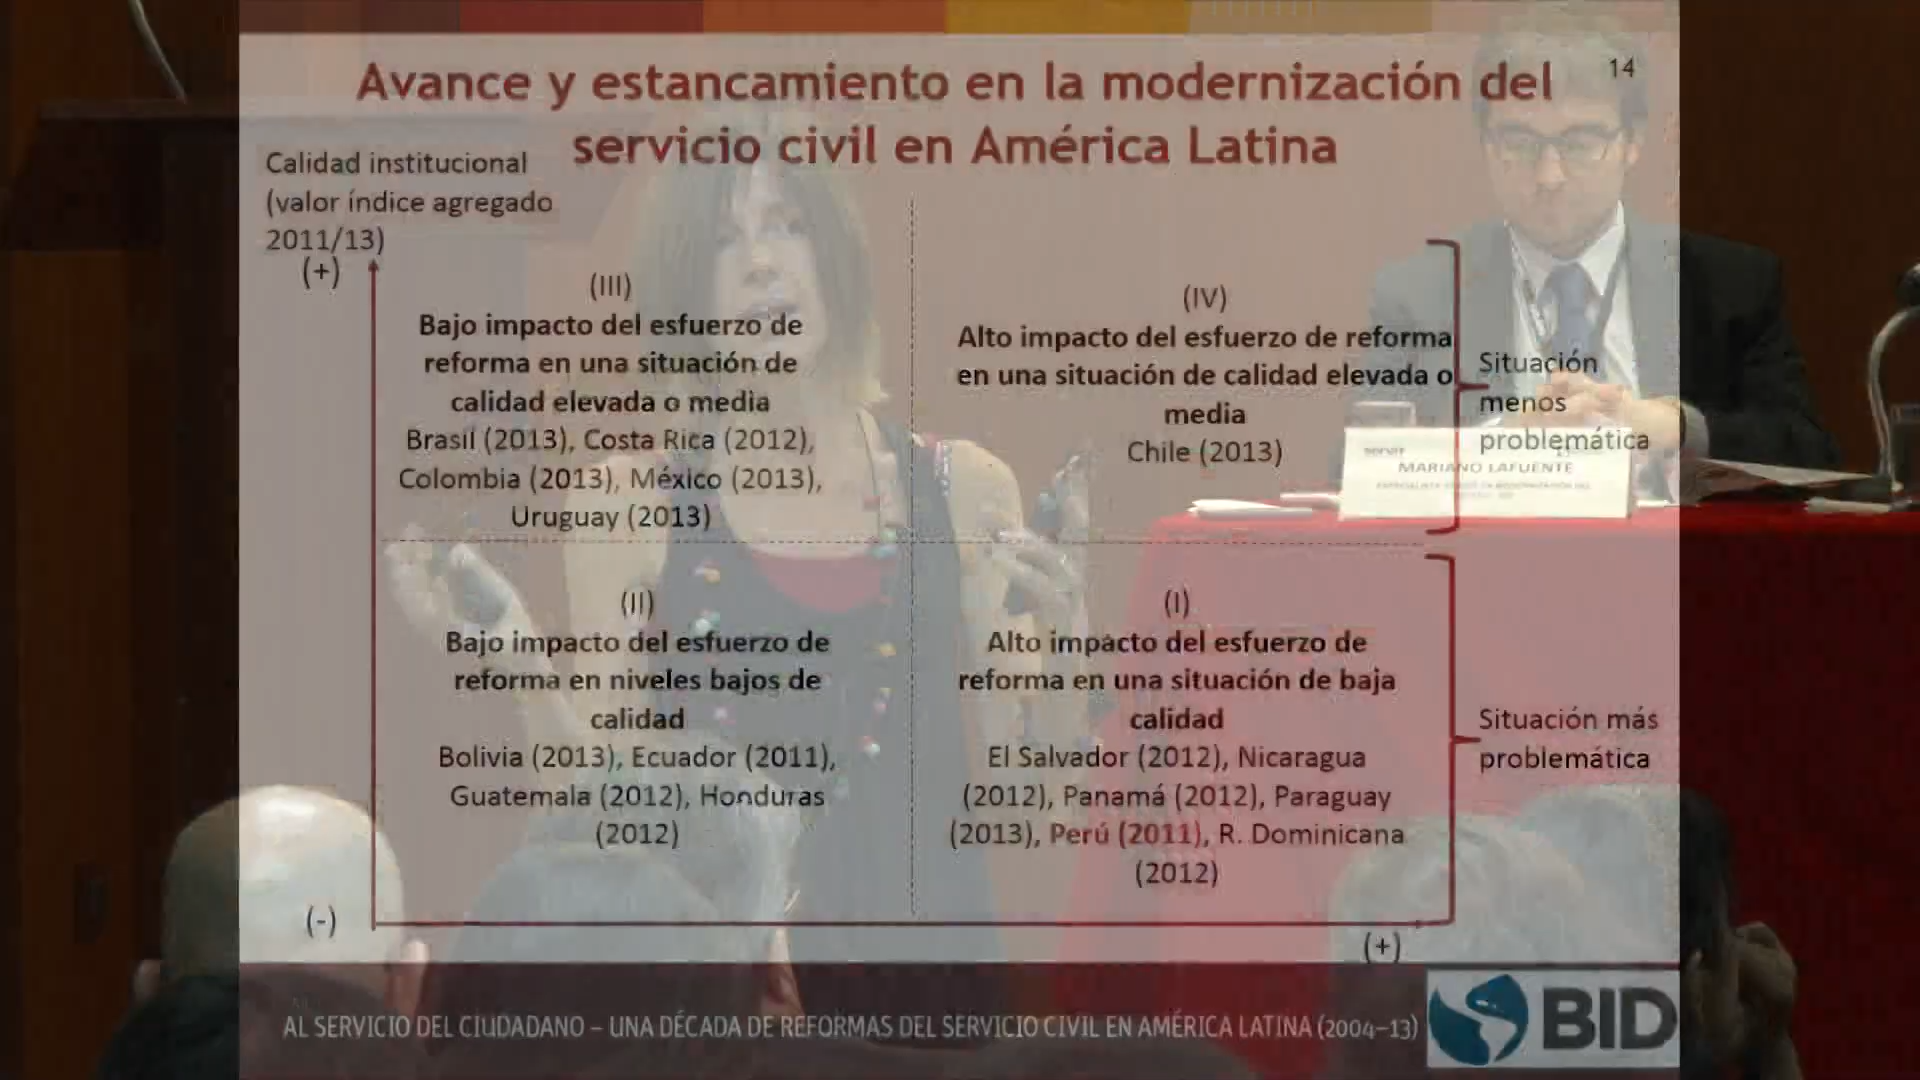 14
Avance y estancamiento en la modernización del
servicio civil en América Latina
Calidad institucional
(valor índice agregado
2011/13)
(+)
(III)
Bajo impacto del esfuerzo de
reforma en una situación de
calidad elevada o media
Brasil (2013), Costa Rica (2012),
Colombia (2013), México (2013),
Uruguay (2013)
(IV)
Alto impacto del esfuerzo de reforma
en una situación de calidad elevada o
media
Chile (2013)
Situación
menos
problemática
servir
MARIANO LAFUENTE
(II)
Bajo impacto del esfuerzo de
reforma en niveles bajos de
calidad
Bolivia (2013), Ecuador (2011),
Guatemala (2012), Honduras
(2012)
(I)
Alto impacto del esfuerzo de
reforma en una situación de baja
calidad
El Salvador (2012), Nicaragua
(2012), Panamá (2012), Paraguay
(2013), Perú (2011), R. Dominicana
(2012)
Situación más
problemática
(-)
(+)
AL SERVICIO DEL CIUDADANO – UNA DÉCADA DE REFORMAS DEL SERVICIO CIVIL EN AMÉRICA LATINA (2004–13)
BID